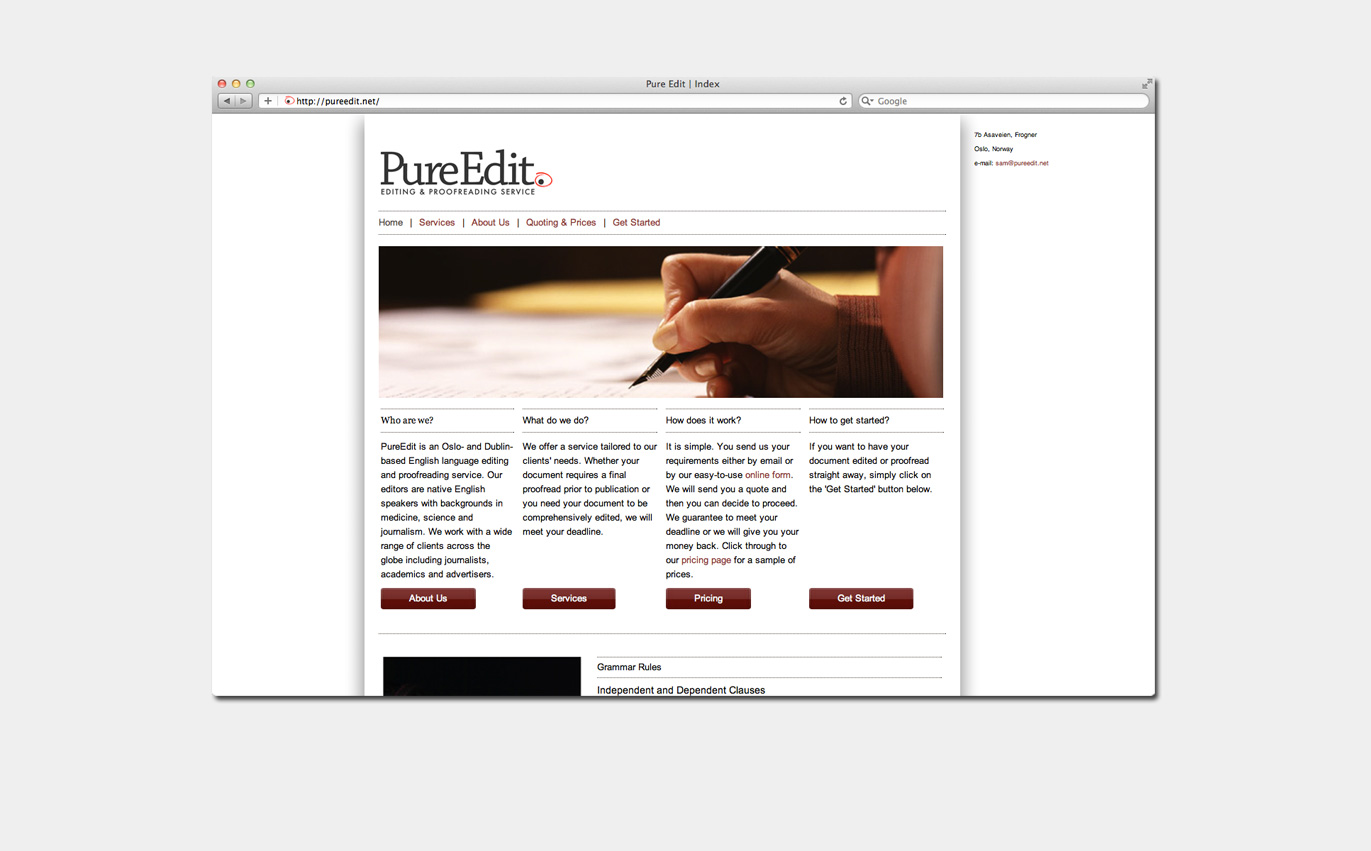 Pure Edit | Index
http://pureedit.net/
Google
7b Asaveien, Frogner
Oslo, Norway
e-mail: sam@pureedit.net
PureEdit
EDITING & PROOFREADING SERVICE
Home | Services | About Us | Quoting & Prices | Get Started
Who are we?
PureEdit is an Oslo- and Dublin-
based English language editing
and proofreading service. Our
editors are native English
speakers with backgrounds in
medicine, science and
journalism. We work with a wide
range of clients across the
globe including journalists,
academics and advertisers.
About Us
What do we do?
We offer a service tailored to our
clients' needs. Whether your
document requires a final
proofread prior to publication or
you need your document to be
comprehensively edited, we will
meet your deadline.
Services
How does it work?
It is simple. You send us your
requirements either by email or
by our easy-to-use online form.
We will send you a quote and
then you can decide to proceed.
We guarantee to meet your
deadline or we will give you your
money back. Click through to
our pricing page for a sample of
prices.
Pricing
How to get started?
If you want to have your
document edited or proofread
straight away, simply click on
the 'Get Started' button below.
Get Started
Grammar Rules
Independent and Dependent Clauses